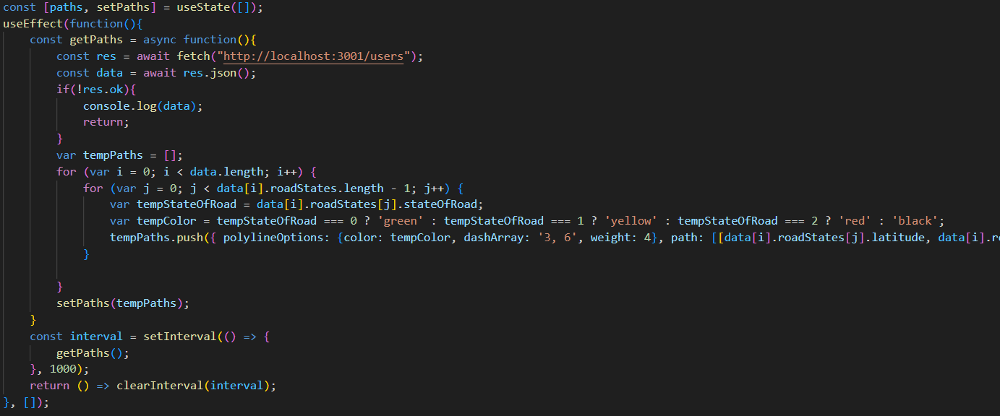 const [paths, setPaths] = useState([]);
useEffect(function(){
    const getPaths = async function(){
        const res = await fetch("http://localhost:3001/users");
        const data = await res.json();
        if(!res.ok){
            console.log(data);
            return;
        }
        var tempPaths = [];
        for (var i = 0; i < data.length; i++) {
            for (var j = 0; j < data[i].roadStates.length - 1; j++) {
                var tempStateOfRoad = data[i].roadStates[j].stateOfRoad;
                var tempColor = tempStateOfRoad === 0 ? 'green' : tempStateOfRoad === 1 ? 'yellow' : tempStateOfRoad === 2 ? 'red' : 'black';
                tempPaths.push({ polylineOptions: {color: tempColor, dashArray: '3, 6', weight: 4}, path: [[data[i].roadStates[j].latitude, data[i].r
            }
        }
        setPaths(tempPaths);
    }
    const interval = setInterval(() => {
        getPaths();
    }, 1000);
    return () => clearInterval(interval);
}, []);